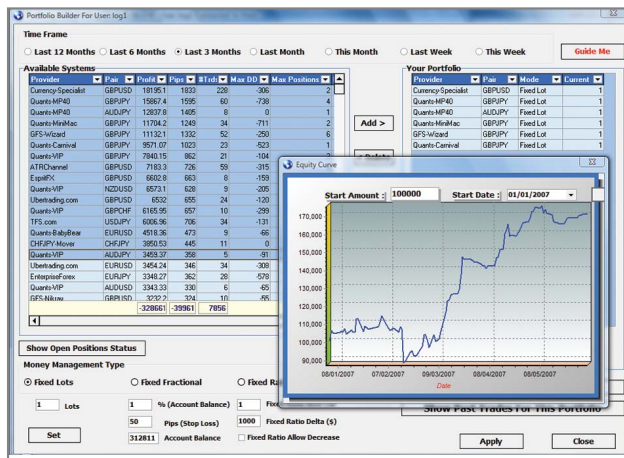 Portfolio Builder For User: log1
Time Frame
Last 12 Months Last 6 Months Last 3 Months Last Month This Month Last Week This Week Guide Me
Available Systems
Provider Pair Profit Pips #Trds Max DD Max Positions
Currency-Specialist GBPUSD 18195.1 1833 228 -306 2
Quants-MP40 GBPJPY 15867.4 1595 60 -738 4
Quants-MP40 AUDJPY 12837.8 1405 8 0 1
Quants-MiniMac GBPJPY 11704.2 1249 34 -711 2
GFS-Wizard GBPJPY 11132.1 1332 52 -250 6
Quants-Carnival GBPJPY 9571.07 1023 23 -523 1
Quants-VIP GBPJPY 7840.15 862 21 -104
ATRChannel GBPUSD 7183.3 726 59 -315
EspritFX GBPUSD 6602.8 663 8 -159
Quants-VIP NZDUSD 6573.1 628 9 -205
Ubertrading.com GBPUSD 6532 655 24 -120
Quants-VIP GBPCHF 6165.95 657 10 -299
TFS.com USDJPY 6006.96 706 34 -131
Quants-BabyBear EURUSD 4518.36 473 9 -66
CHFJPY-Mover CHFJPY 3850.53 445 11 0
Quants-VIP AUDJPY 3459.37 358 5 -91
Ubertrading.com EURUSD 3454.24 346 34 -308
EnterpriseForex EURJPY 3348.27 362 28 -578
Quants-VIP AUDUSD 3343.33 330 6 -65
GFS-Nikray GBPUSD 3232.2 324 10 -55
-328661 -39961 7856
Add >
< Delete
Your Portfolio
Provider Pair Mode Current
Currency-Specialist GBPUSD Fixed Lot 1
Quants-MP40 GBPJPY Fixed Lot 1
Quants-MP40 AUDJPY Fixed Lot 1
Quants-MiniMac GBPJPY Fixed Lot 1
GFS-Wizard GBPJPY Fixed Lot 1
Quants-Carnival GBPJPY Fixed Lot 1
Equity Curve
Start Amount : 100000 Start Date : 01/01/2007
170,000
160,000
150,000
140,000
130,000
120,000
110,000
100,000
90,000
08/01/2007 07/02/2007 09/03/2007 08/04/2007 08/05/2007
Date
Show Open Positions Status
Money Management Type
Fixed Lots Fixed Fractional
1 Lots 1 % (Account Balance) 1
50 Pips (Stop Loss) 1000 Fixed Ratio Delta ($)
312811 Account Balance Fixed Ratio Allow Decrease
Set
Show Past Trades For This Portfolio
Apply Close